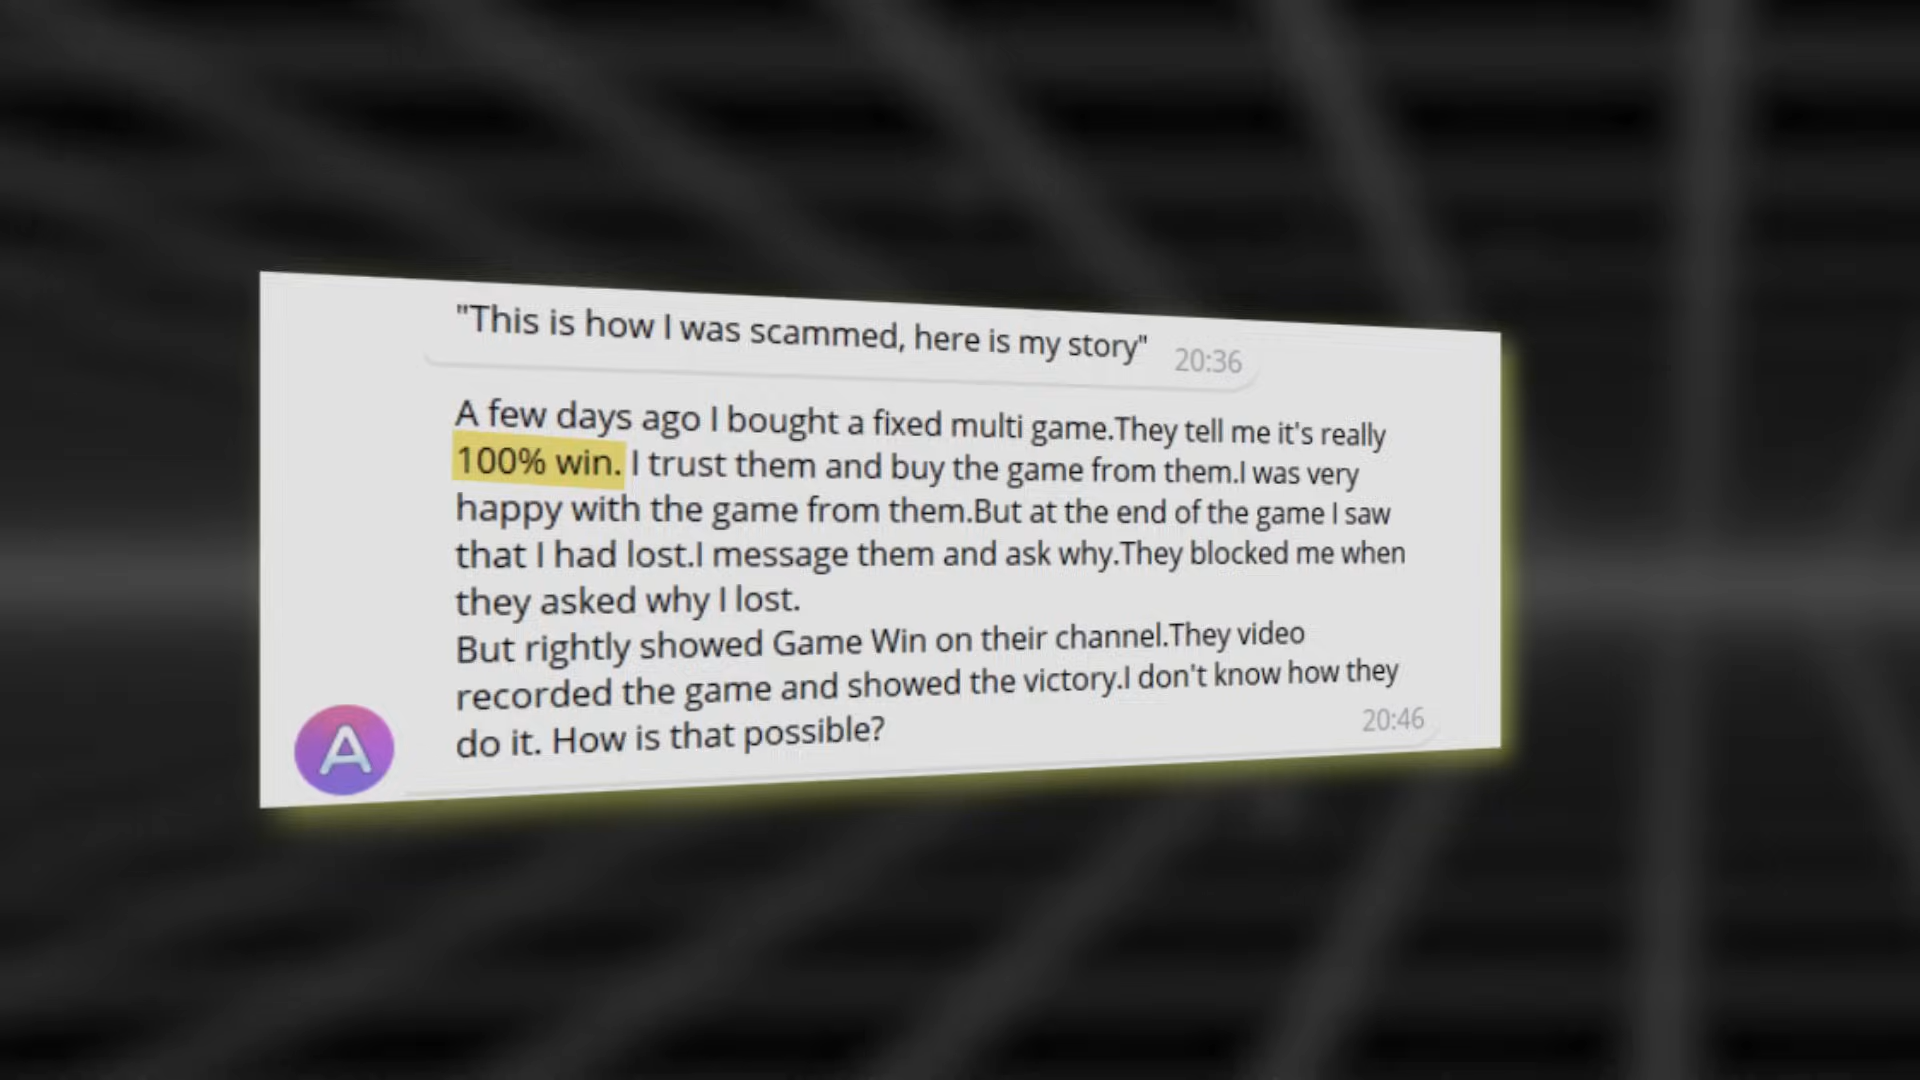 "This is how I was scammed, here is my story" 20:36
A few days ago I bought a fixed multi game.They tell me it's really
100% win. I trust them and buy the game from them.I was very
happy with the game from them.But at the end of the game I saw
that I had lost.I message them and ask why.They blocked me when
they asked why I lost.
But rightly showed Game Win on their channel.They video
recorded the game and showed the victory.I don't know how they
do it. How is that possible? 20:46
A